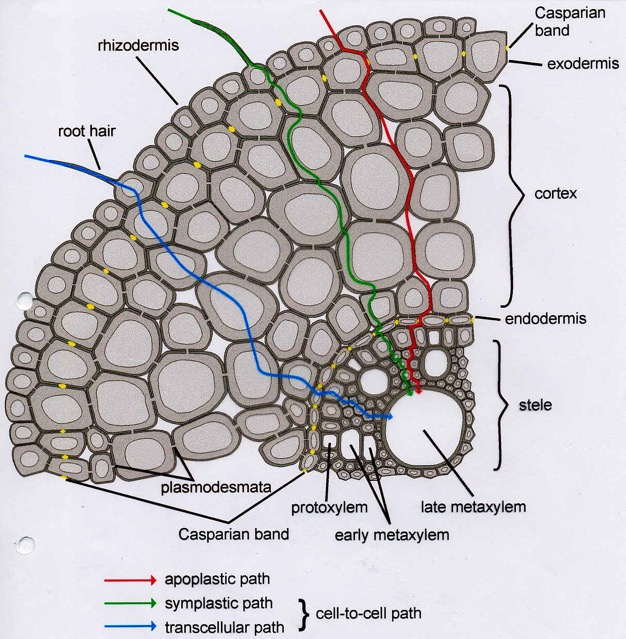 Casparian
band
rhizodermis
exodermis
root hair
cortex
endodermis
stele
plasmodesmata
protoxylem
late metaxylem
Casparian band
early metaxylem
apoplastic path
symplastic path
cell-to-cell path
transcellular path